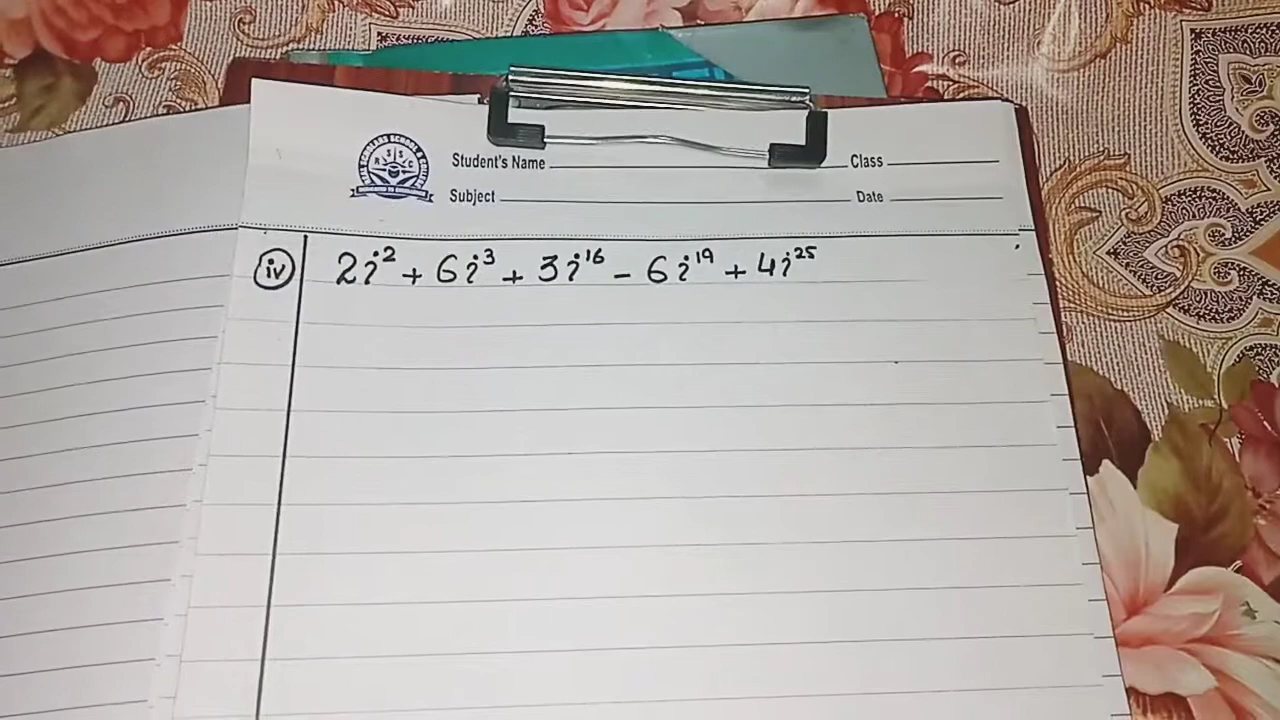 Student's Name Class
Subject Date
R S S C
(iv) 2i² + 6i³ + 3i¹⁶ - 6i¹⁹ + 4i²⁵